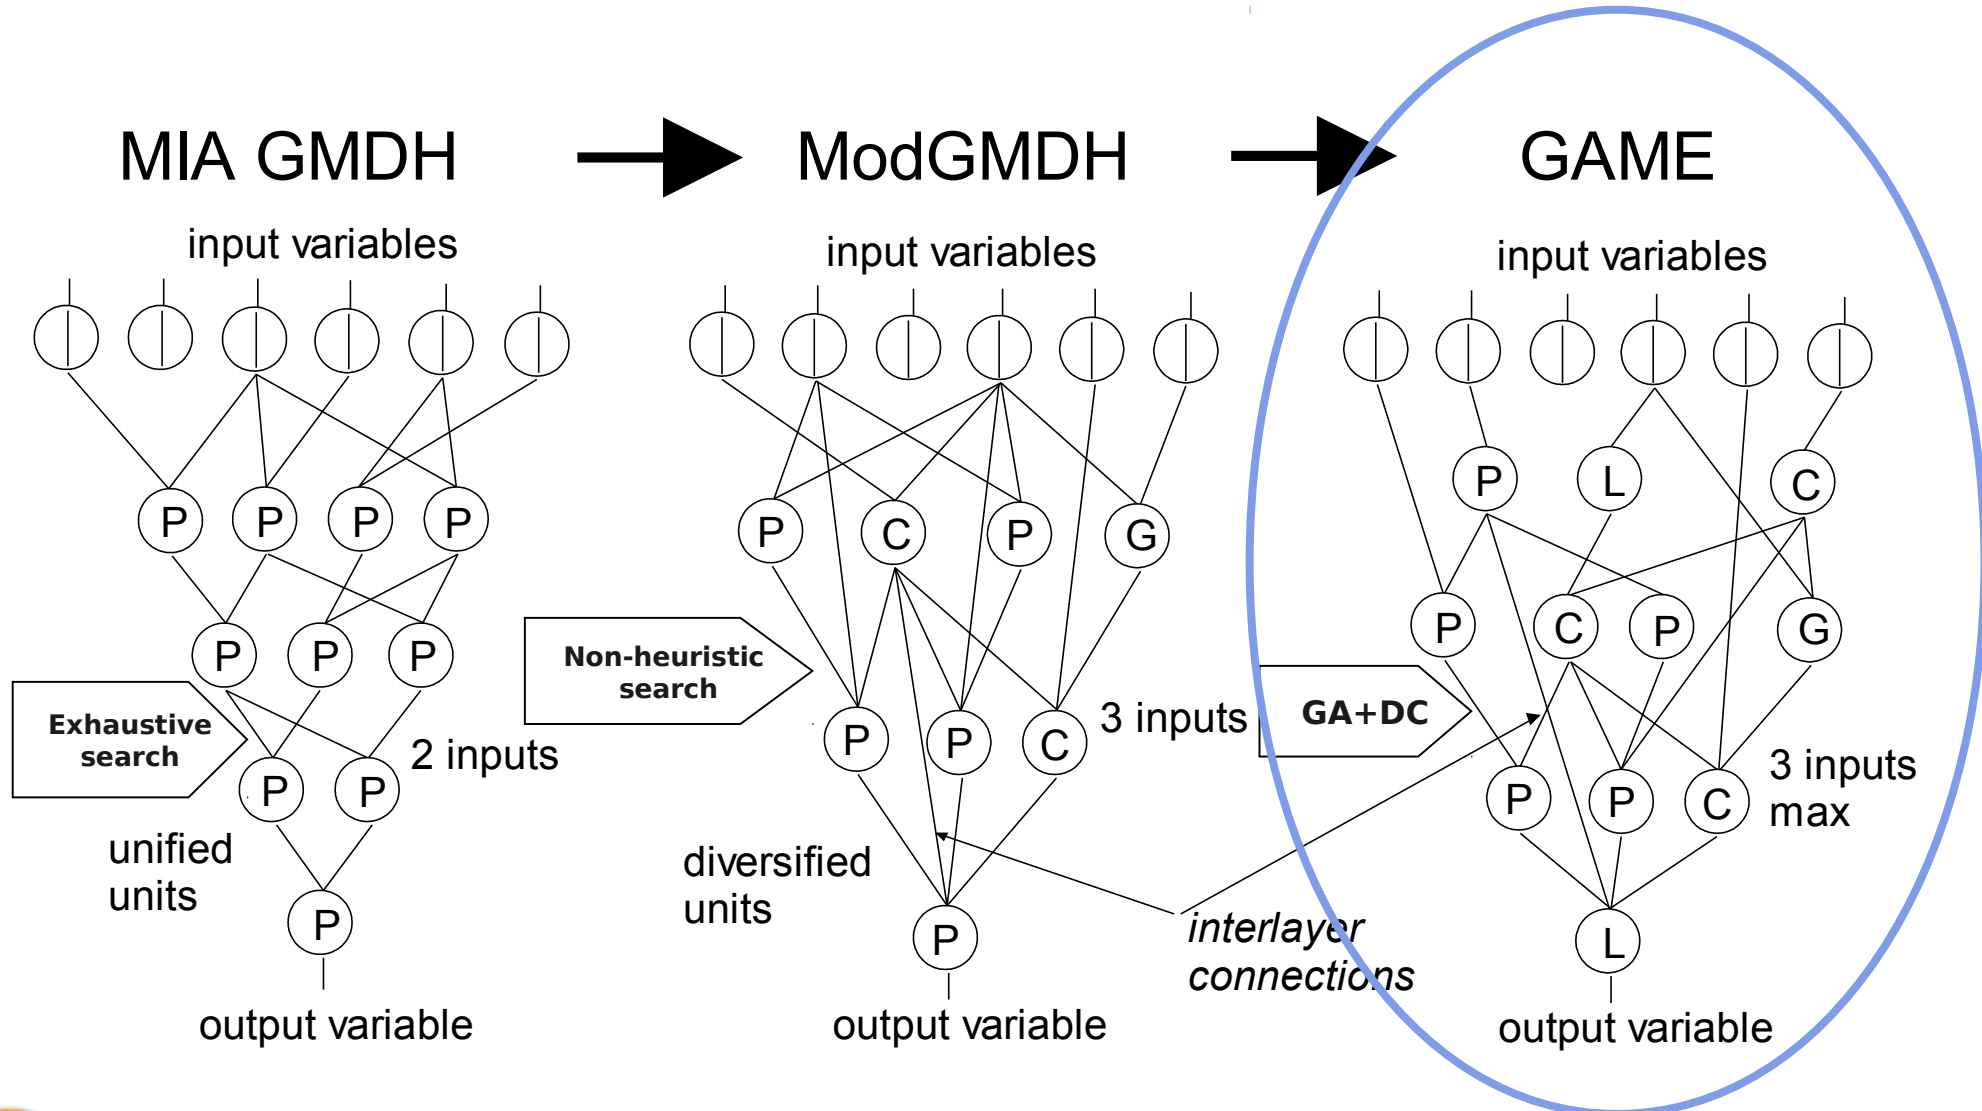 MIA GMDH
input variables
P
P
P
P
P
P
P
Exhaustive
search
2 inputs
P
P
unified
units
P
output variable
ModGMDH
input variables
P
C
P
G
Non-heuristic
search
P
P
C
3 inputs
diversified
units
P
output variable
interlayer
connections
GAME
input variables
P
L
C
P
C
P
G
GA+DC
P
P
C
3 inputs
max
L
output variable